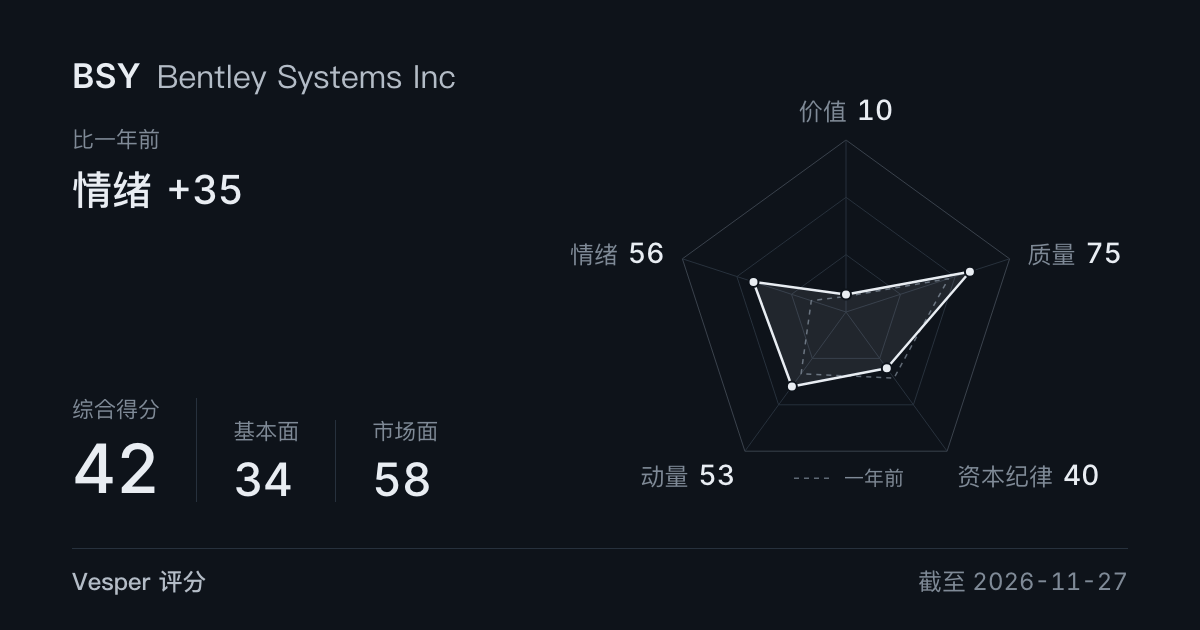 BSY Bentley Systems Inc
比一年前
情绪 +35
价值 10
情绪 56
质量 75
综合得分
42
基本面
34
市场面
58
动量 53
一年前
资本纪律 40
Vesper 评分
截至 2026-11-27